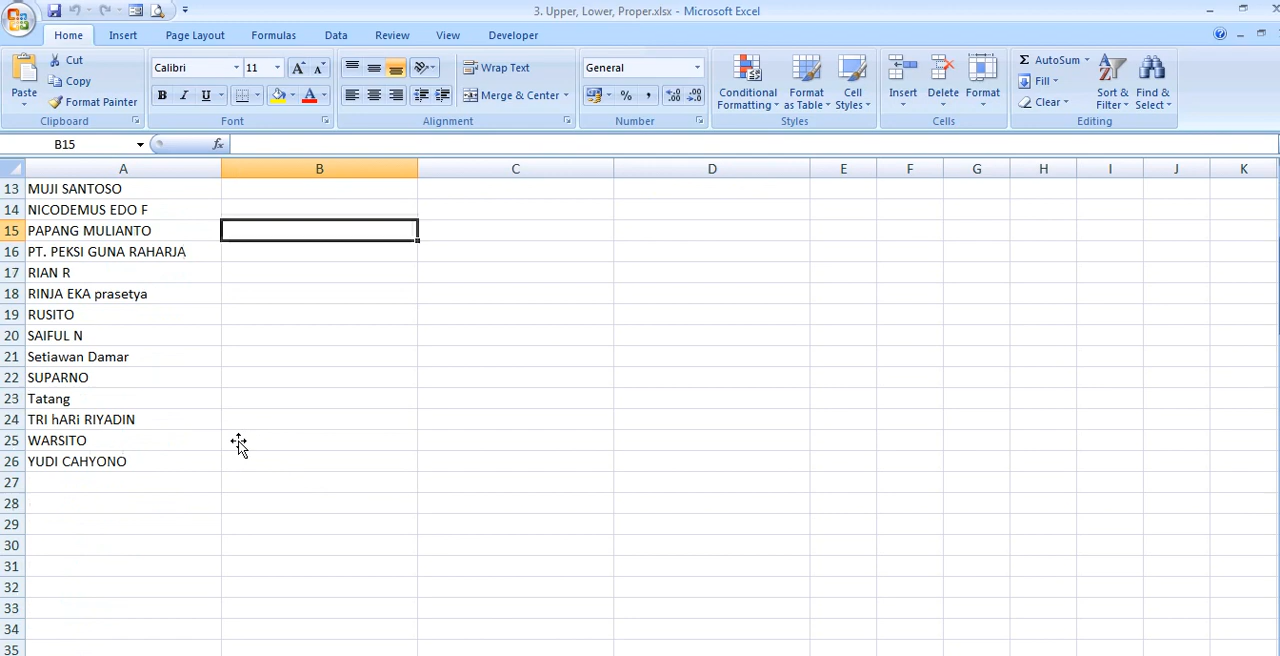 3. Upper, Lower, Proper.xlsx - Microsoft Excel
Home Insert Page Layout Formulas Data Review View Developer
Cut
Copy
Format Painter
Paste
Clipboard
Calibri 11
B I U
Font
Wrap Text
Merge & Center
Alignment
General
% ,
Number
Conditional Formatting
Format as Table
Cell Styles
Styles
Insert
Delete
Format
Cells
Σ AutoSum
Fill
Clear
Sort & Filter
Find & Select
Editing
B15 fx
A B C D E F G H I J K
13 MUJI SANTOSO
14 NICODEMUS EDO F
15 PAPANG MULIANTO
16 PT. PEKSI GUNA RAHARJA
17 RIAN R
18 RINJA EKA prasetya
19 RUSITO
20 SAIFUL N
21 Setiawan Damar
22 SUPARNO
23 Tatang
24 TRI hARi RIYADIN
25 WARSITO
26 YUDI CAHYONO
27
28
29
30
31
32
33
34
35